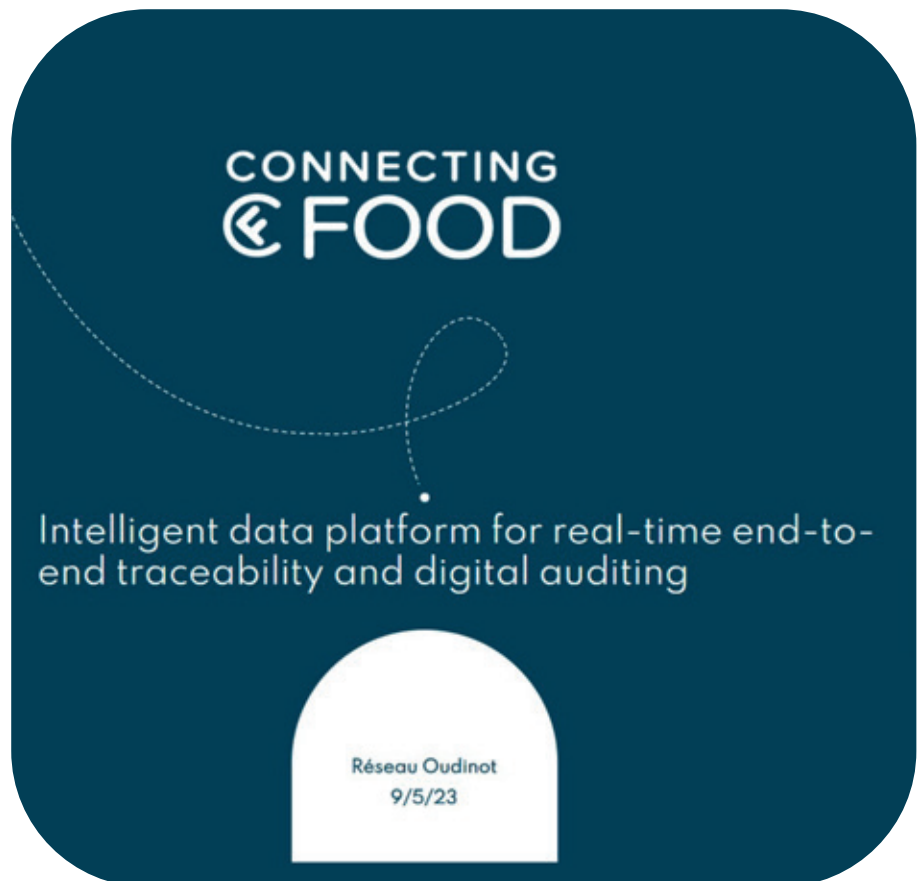 CONNECTING
FOOD
Intelligent data platform for real-time end-to-
end traceability and digital auditing
Réseau Oudinot
9/5/23